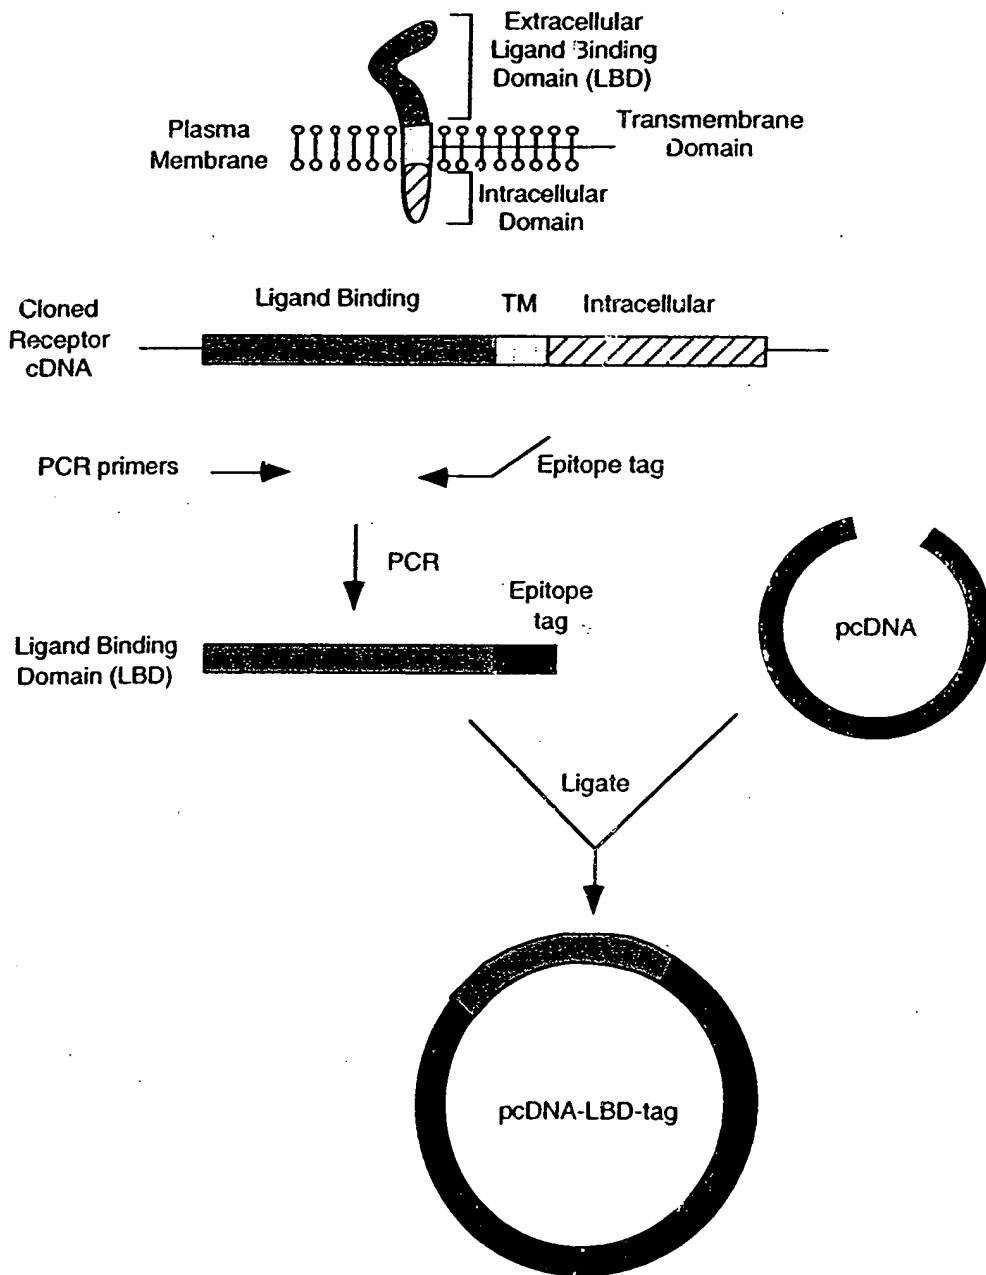 Extracellular
Ligand Binding
Domain (LBD)
Plasma
Membrane
Transmembrane
Domain
Intracellular
Domain
Cloned
Receptor
cDNA
Ligand Binding
TM
Intracellular
PCR primers
Epitope tag
PCR
Epitope
tag
Ligand Binding
Domain (LBD)
pcDNA
Ligate
pcDNA-LBD-tag